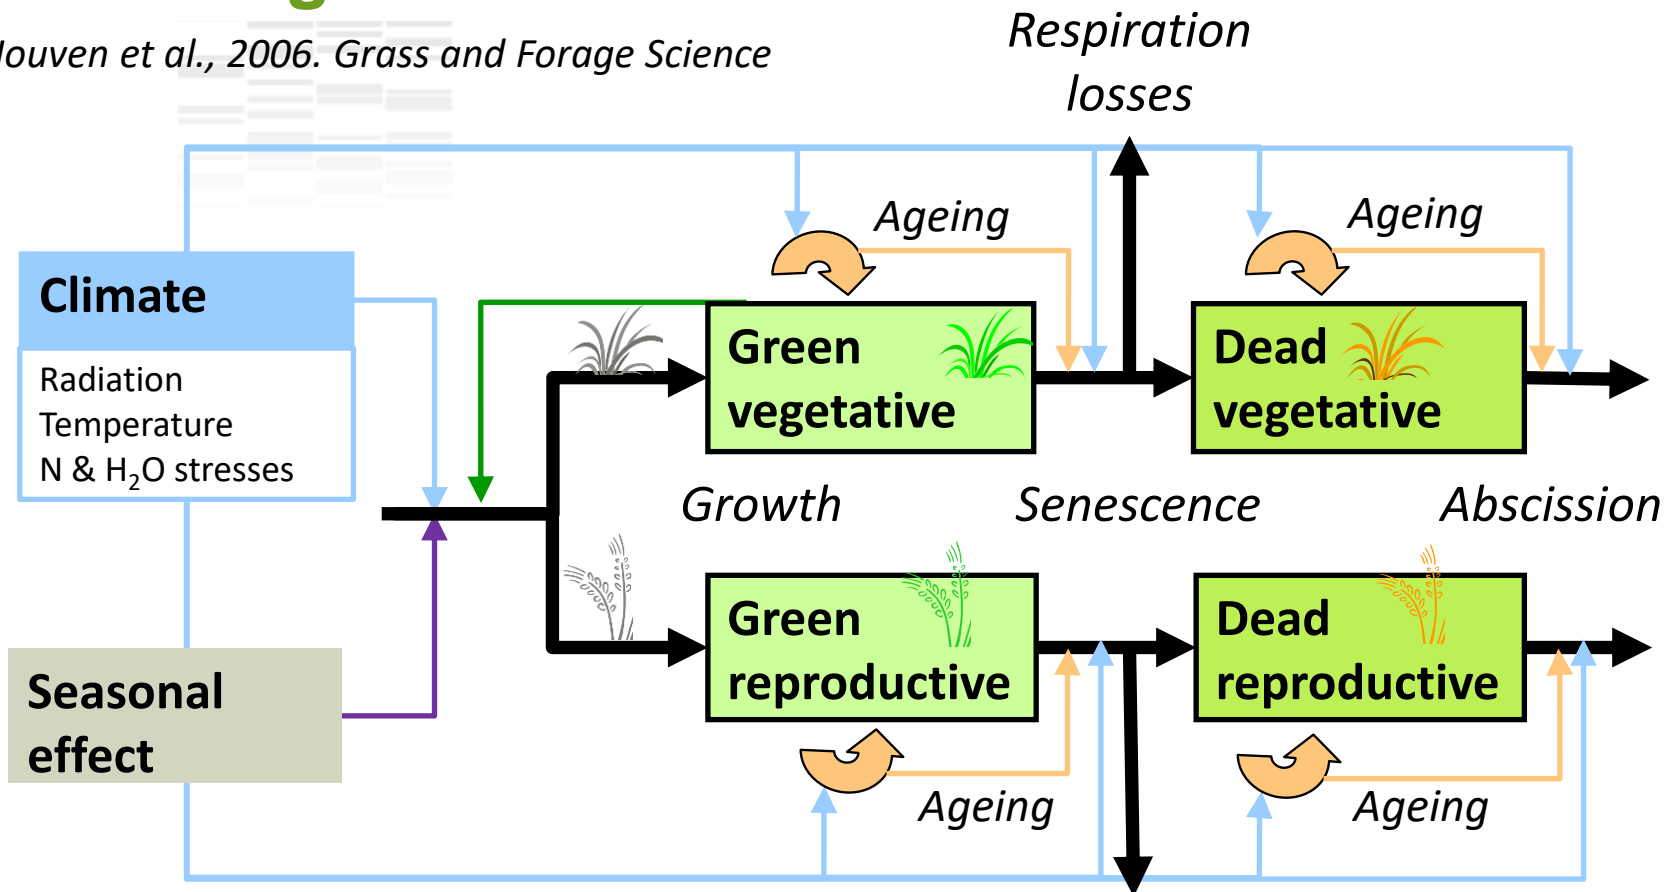 et al., 2006. Grass and Forage Science
Respiration
losses
Ageing
Ageing
Climate
Radiation
Temperature
N & H₂O stresses
Green
vegetative
Dead
vegetative
Growth
Senescence
Abscission
Seasonal
effect
Green
reproductive
Dead
reproductive
Ageing
Ageing